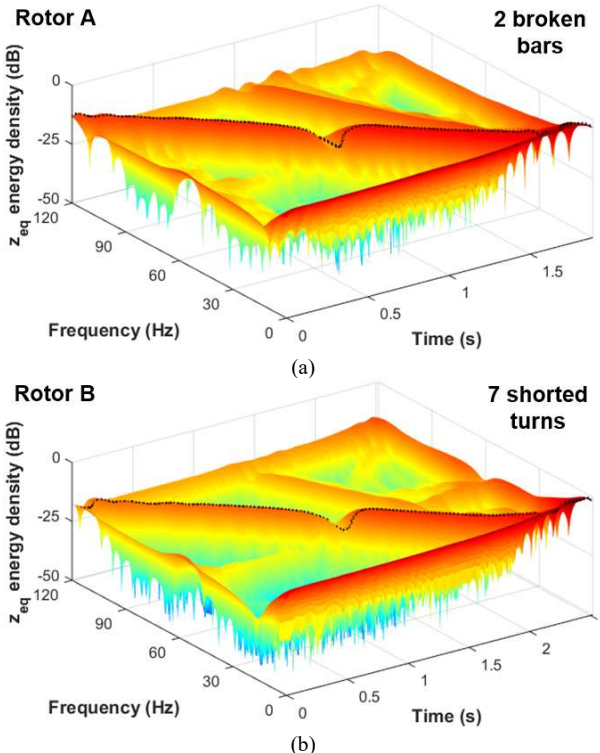 Rotor A
2 broken
bars
z_eq energy density (dB)
0
-25
-50
120
90
60
30
0
Frequency (Hz)
0
0.5
1
1.5
Time (s)
(a)
Rotor B
7 shorted
turns
z_eq energy density (dB)
0
-25
-50
120
90
60
30
0
Frequency (Hz)
0
0.5
1
1.5
2
Time (s)
(b)